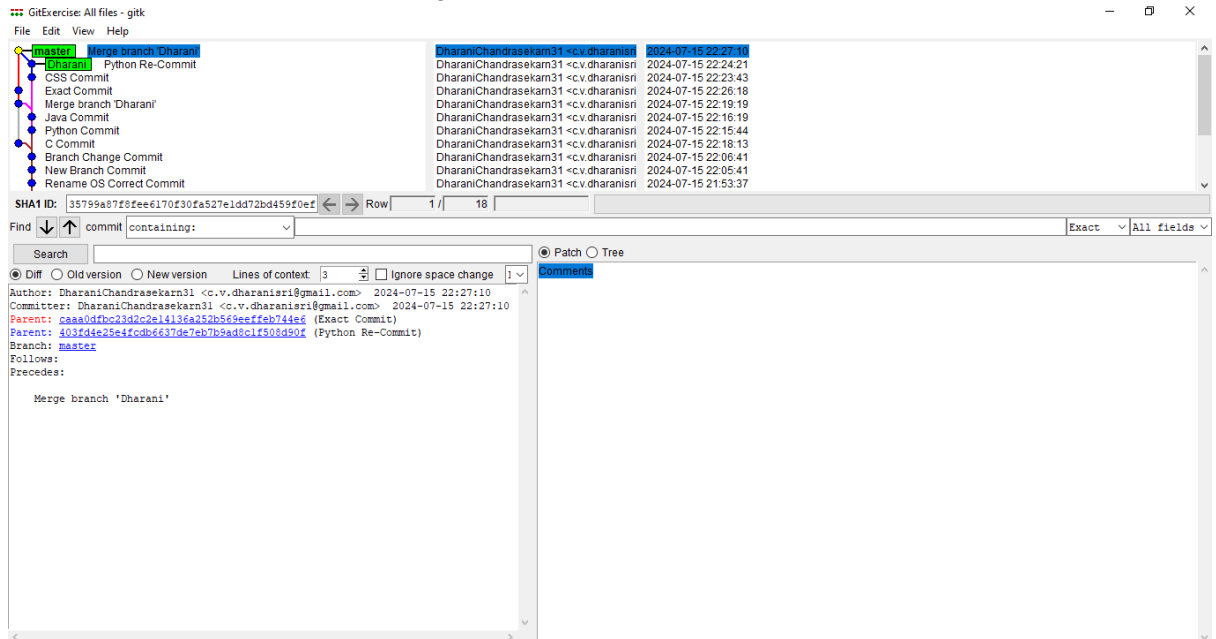 GitExercise: All files - gitk
File Edit View Help
master Merge branch 'Dharani' DharaniChandrasekarn31 <c.v.dharanisri 2024-07-15 22:27:10
Dharani Python Re-Commit DharaniChandrasekarn31 <c.v.dharanisri 2024-07-15 22:24:21
CSS Commit DharaniChandrasekarn31 <c.v.dharanisri 2024-07-15 22:23:43
Exact Commit DharaniChandrasekarn31 <c.v.dharanisri 2024-07-15 22:26:18
Merge branch 'Dharani' DharaniChandrasekarn31 <c.v.dharanisri 2024-07-15 22:19:19
Java Commit DharaniChandrasekarn31 <c.v.dharanisri 2024-07-15 22:16:19
Python Commit DharaniChandrasekarn31 <c.v.dharanisri 2024-07-15 22:15:44
C Commit DharaniChandrasekarn31 <c.v.dharanisri 2024-07-15 22:18:13
Branch Change Commit DharaniChandrasekarn31 <c.v.dharanisri 2024-07-15 22:06:41
New Branch Commit DharaniChandrasekarn31 <c.v.dharanisri 2024-07-15 22:05:41
Rename OS Correct Commit DharaniChandrasekarn31 <c.v.dharanisri 2024-07-15 21:53:37
SHA1 ID: 35799a87f8fee6170f30fa527e1dd72bd459f0ef Row 1 / 18
Find commit containing: Exact All fields
Search Patch Tree
Diff Old version New version Lines of context: 3 Ignore space change
Comments
Author: DharaniChandrasekarn31 <c.v.dharanisri@gmail.com> 2024-07-15 22:27:10
Committer: DharaniChandrasekarn31 <c.v.dharanisri@gmail.com> 2024-07-15 22:27:10
Parent: caaa0dfbc23d2c2e14136a252b569eeffeb744e6 (Exact Commit)
Parent: 403fd4e25e4fcdb6637de7eb7b9ad8c1f508d90f (Python Re-Commit)
Branch: master
Follows:
Precedes:
Merge branch 'Dharani'